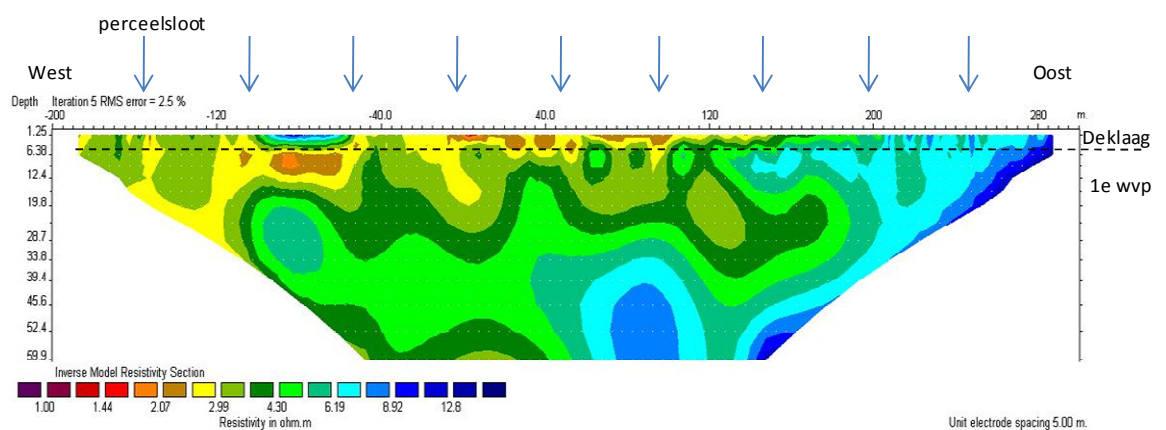 perceelsloot
West
Oost
Depth Iteration 5 RMS error = 2.5 %
-200 -120 -40.0 40.0 120 200 280 m.
1.25
Deklaag
6.38
12.4
1e wvp
19.8
28.7
33.8
39.4
45.6
52.4
59.9
Inverse Model Resistivity Section
1.00 1.44 2.07 2.99 4.30 6.19 8.92 12.8
Resistivity in ohm.m
Unit electrode spacing 5.00 m.